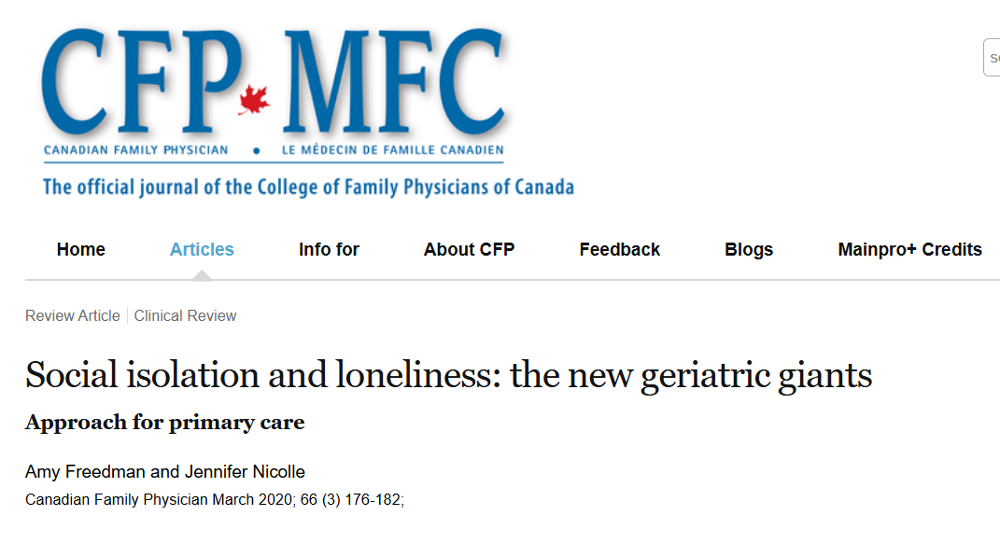 CFP MFC
CANADIAN FAMILY PHYSICIAN • LE MÉDECIN DE FAMILLE CANADIEN
The official journal of the College of Family Physicians of Canada
Home Articles Info for About CFP Feedback Blogs Mainpro+ Credits
Review Article Clinical Review
Social isolation and loneliness: the new geriatric giants
Approach for primary care
Amy Freedman and Jennifer Nicolle
Canadian Family Physician March 2020; 66 (3) 176-182;